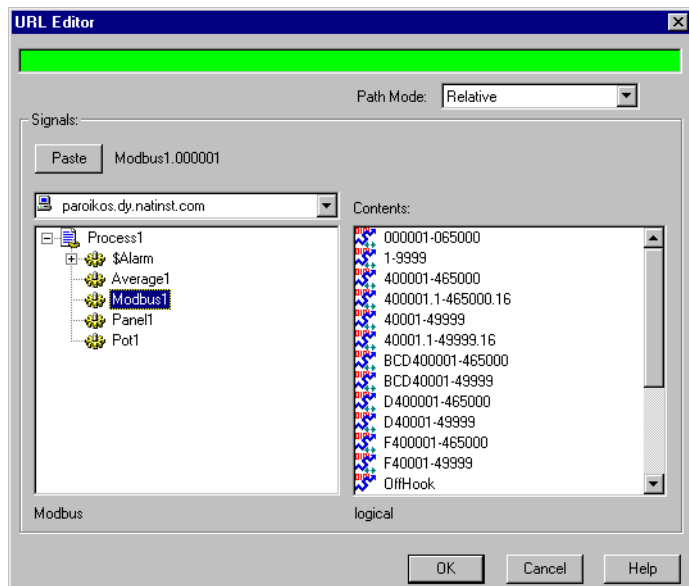 URL Editor
Path Mode: Relative
Signals:
Paste Modbus1.000001
paroikos.dy.natinst.com
Contents:
Process1
$Alarm
Average1
Modbus1
Panel1
Pot1
000001-065000
1-9999
400001-465000
400001.1-465000.16
40001-49999
40001.1-49999.16
BCD400001-465000
BCD40001-49999
D400001-465000
D40001-49999
F400001-465000
F40001-49999
OffHook
Modbus
logical
OK Cancel Help